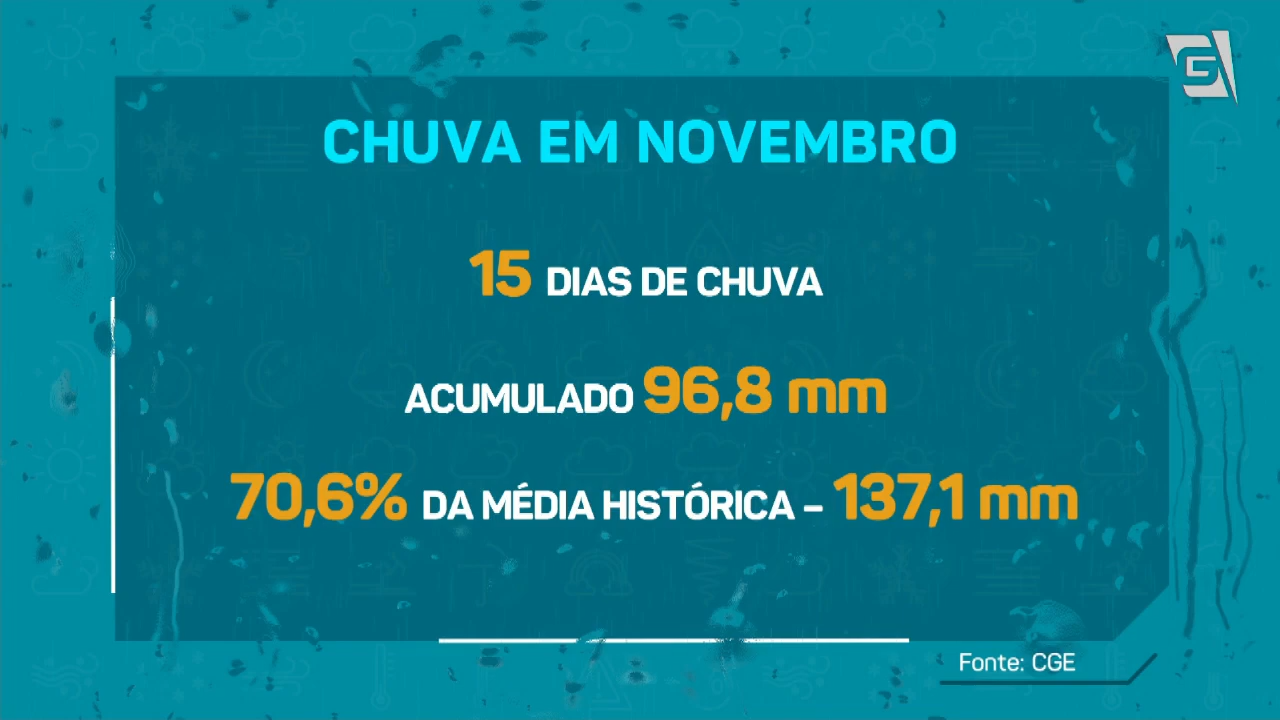 CHUVA EM NOVEMBRO
15 DIAS DE CHUVA
ACUMULADO 96,8 mm
70,6% DA MÉDIA HISTÓRICA – 137,1 mm
Fonte: CGE